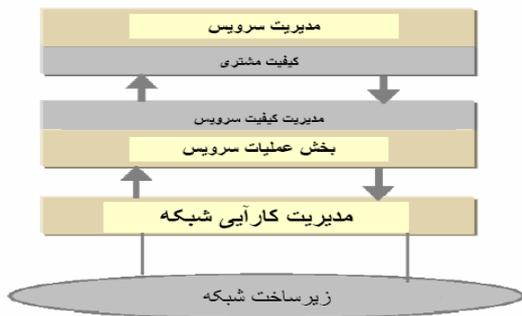 مدیریت سرویس
کیفیت مشتری
مدیریت کیفیت سرویس
بخش عملیات سرویس
مدیریت کارآیی شبکه
زیرساخت شبکه